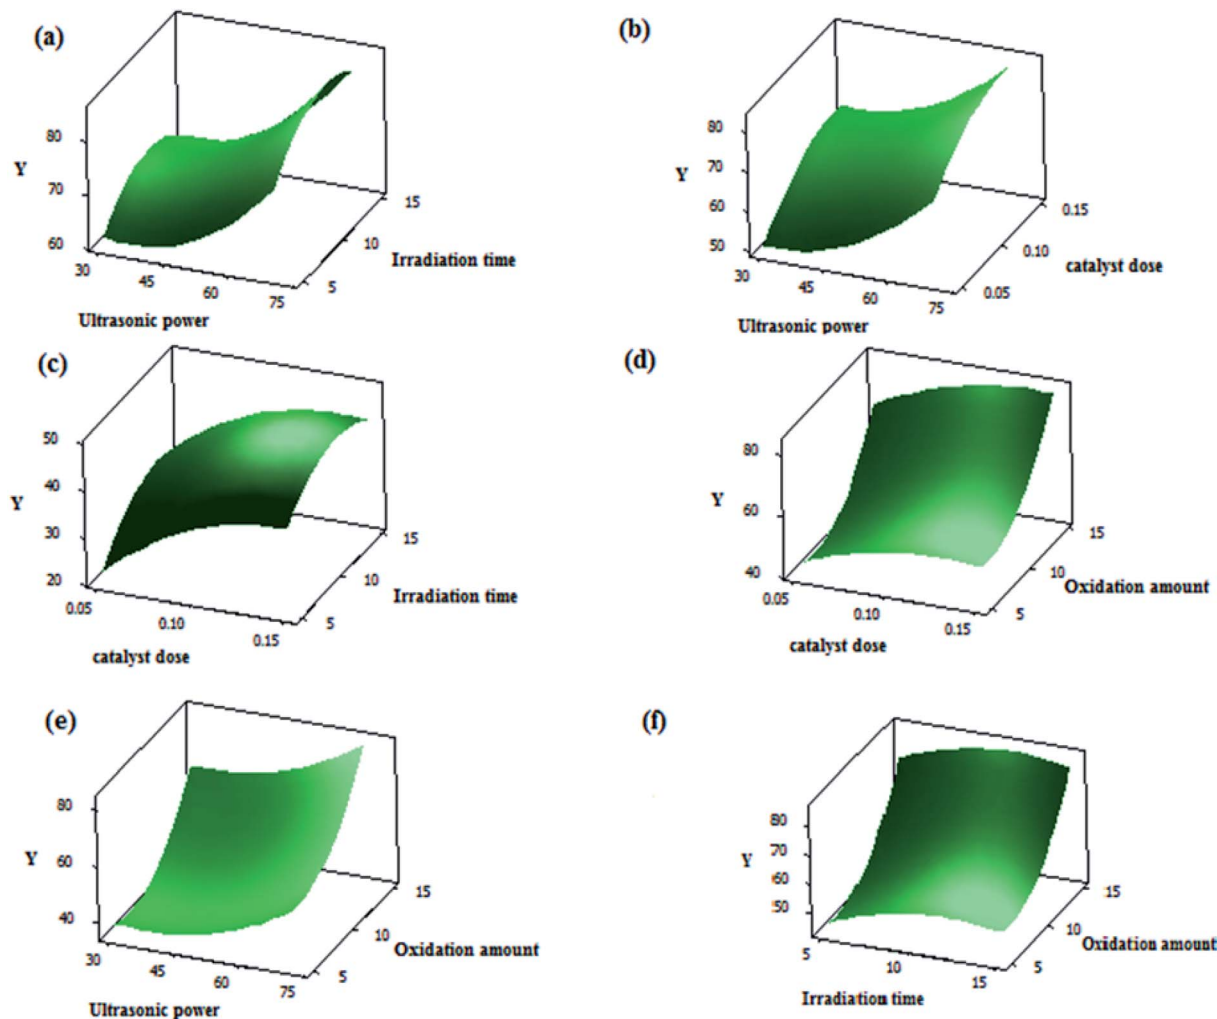 (a)
80
Y
70
60
30
45
60
75
Ultrasonic power
5
10
15
Irradiation time
(b)
80
70
Y
60
50
30
45
60
75
Ultrasonic power
0.05
0.10
0.15
catalyst dose
(c)
50
40
Y
30
20
0.05
0.10
0.15
catalyst dose
5
10
15
Irradiation time
(d)
80
Y
60
40
0.05
0.10
0.15
catalyst dose
5
10
15
Oxidation amount
(e)
80
Y
60
40
30
45
60
75
Ultrasonic power
5
10
15
Oxidation amount
(f)
80
70
Y
60
50
5
10
15
Irradiation time
5
10
15
Oxidation amount